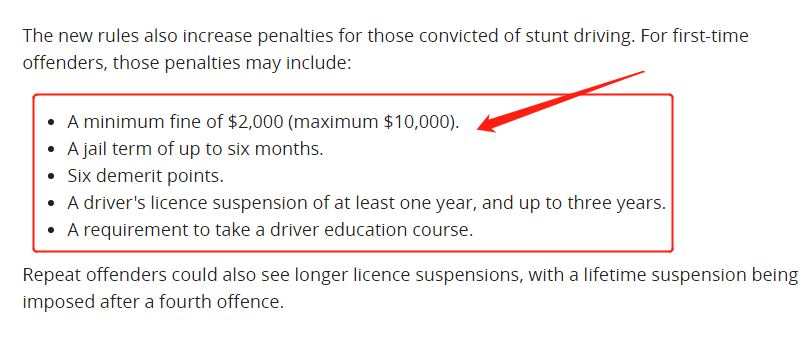 The new rules also increase penalties for those convicted of stunt driving. For first-time
offenders, those penalties may include:
• A minimum fine of $2,000 (maximum $10,000).
• A jail term of up to six months.
• Six demerit points.
• A driver's licence suspension of at least one year, and up to three years.
• A requirement to take a driver education course.
Repeat offenders could also see longer licence suspensions, with a lifetime suspension being
imposed after a fourth offence.